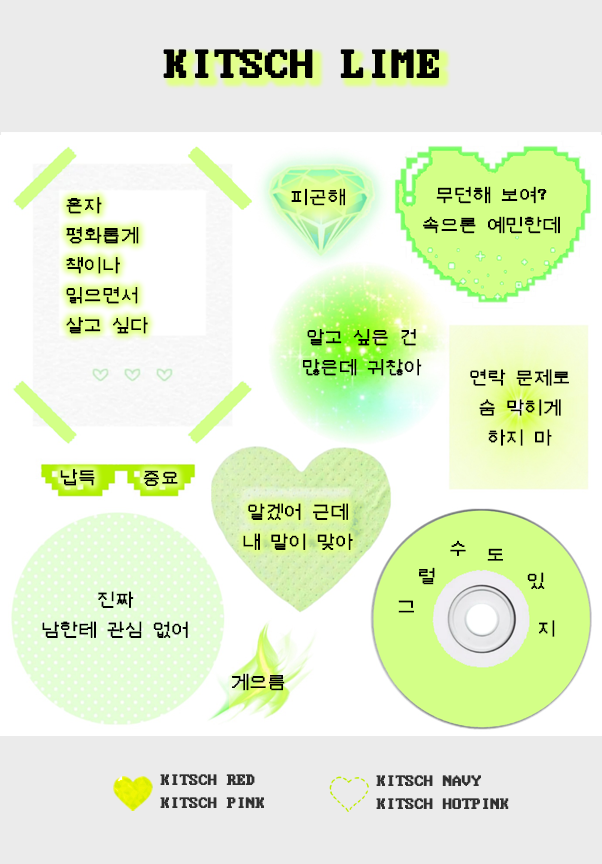 KITSCH LIME
혼자
평화롭게
책이나
읽으면서
살고 싶다
피곤해
무던해 보여?
속으론 예민한데
알고 싶은 건
많은데 귀찮아
연락 문제로
숨 막히게
하지 마
납득 중요
알겠어 근데
내 말이 맞아
진짜
남한테 관심 없어
게으름
그럴 수도 있지
KITSCH RED
KITSCH PINK
KITSCH NAVY
KITSCH HOTPINK